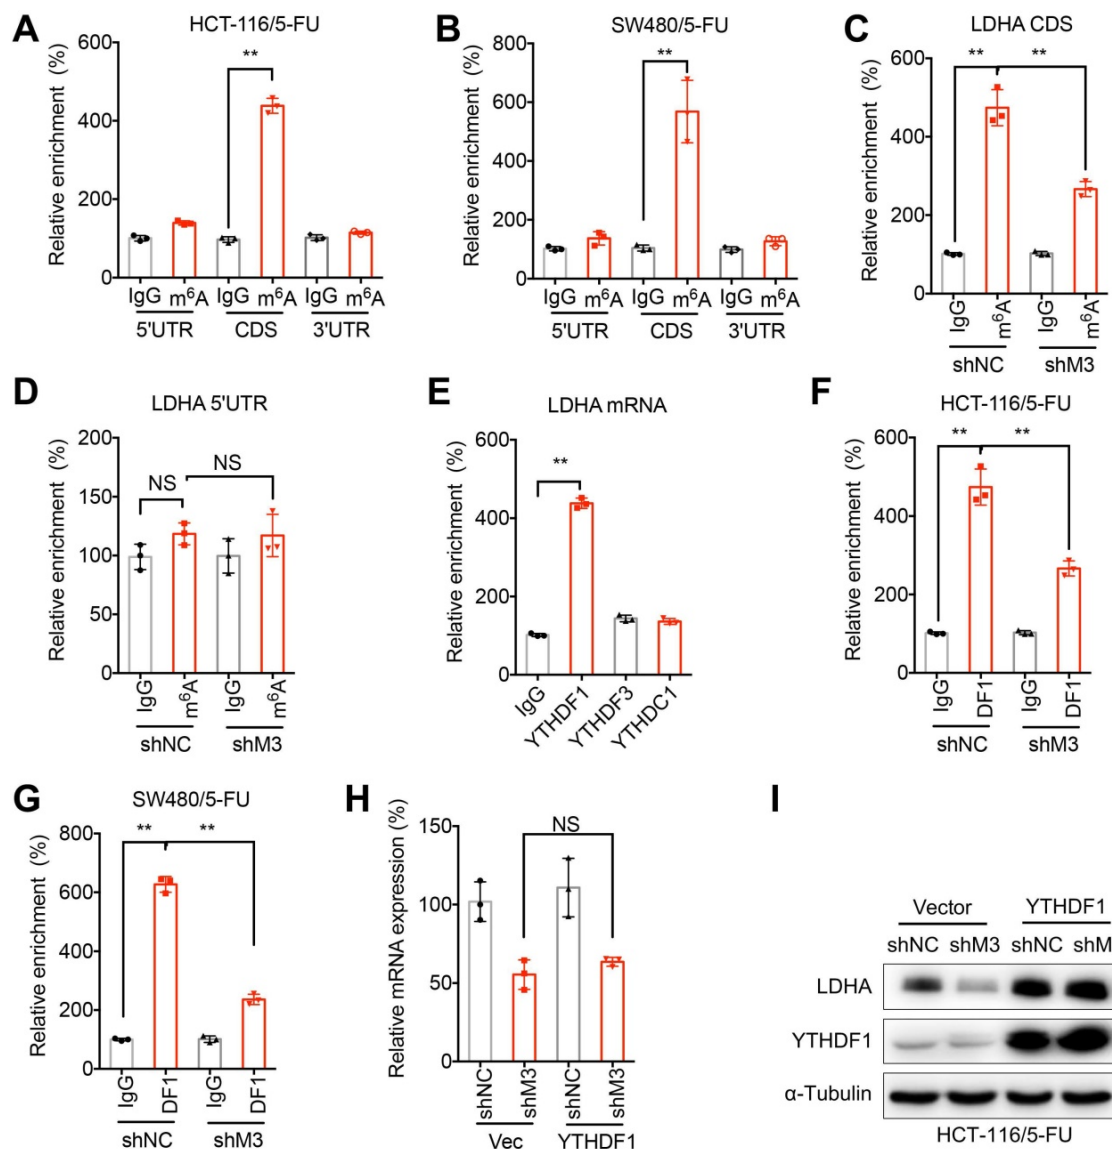 A
HCT-116/5-FU
Relative enrichment (%)
600
400
200
0
**
IgG m⁶A IgG m⁶A IgG m⁶A
5'UTR CDS 3'UTR
B
SW480/5-FU
Relative enrichment (%)
800
600
400
200
0
**
IgG m⁶A IgG m⁶A IgG m⁶A
5'UTR CDS 3'UTR
C
LDHA CDS
Relative enrichment (%)
600
400
200
0
** **
IgG m⁶A IgG m⁶A
shNC shM3
D
LDHA 5'UTR
Relative enrichment (%)
200
150
100
50
0
NS NS
IgG m⁶A IgG m⁶A
shNC shM3
E
LDHA mRNA
Relative enrichment (%)
600
400
200
0
**
IgG YTHDF1 YTHDF3 YTHDC1
F
HCT-116/5-FU
Relative enrichment (%)
600
400
200
0
** **
IgG DF1 IgG DF1
shNC shM3
G
SW480/5-FU
Relative enrichment (%)
800
600
400
200
0
** **
IgG DF1 IgG DF1
shNC shM3
H
Relative mRNA expression (%)
150
100
50
0
NS
shNC shM3 shNC shM3
Vec YTHDF1
I
Vector YTHDF1
shNC shM3 shNC shM
LDHA
YTHDF1
α-Tubulin
HCT-116/5-FU